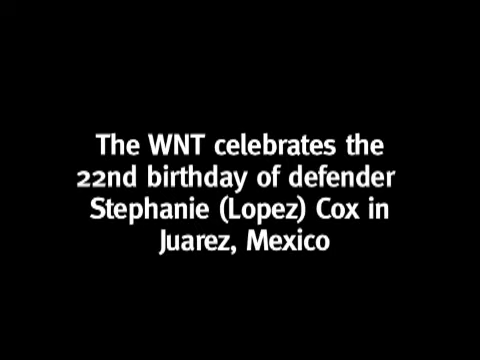 The WNT celebrates the
22nd birthday of defender
Stephanie (Lopez) Cox in
Juarez, Mexico